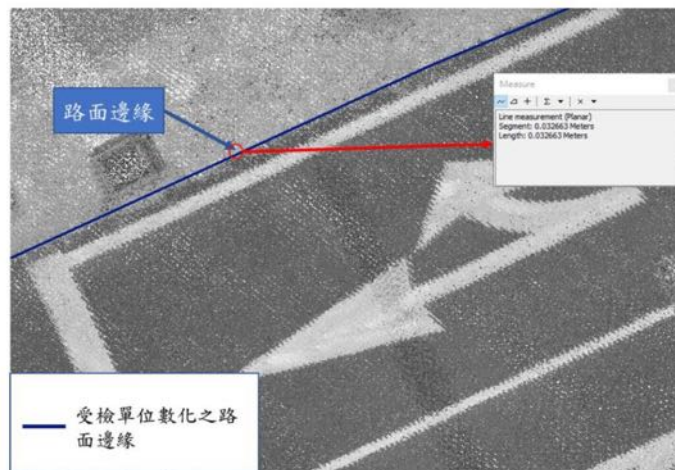 路面邊緣
Measure
Line measurement (Planar)
Segment: 0.032663 Meters
Length: 0.032663 Meters
受檢單位數化之路
面邊緣